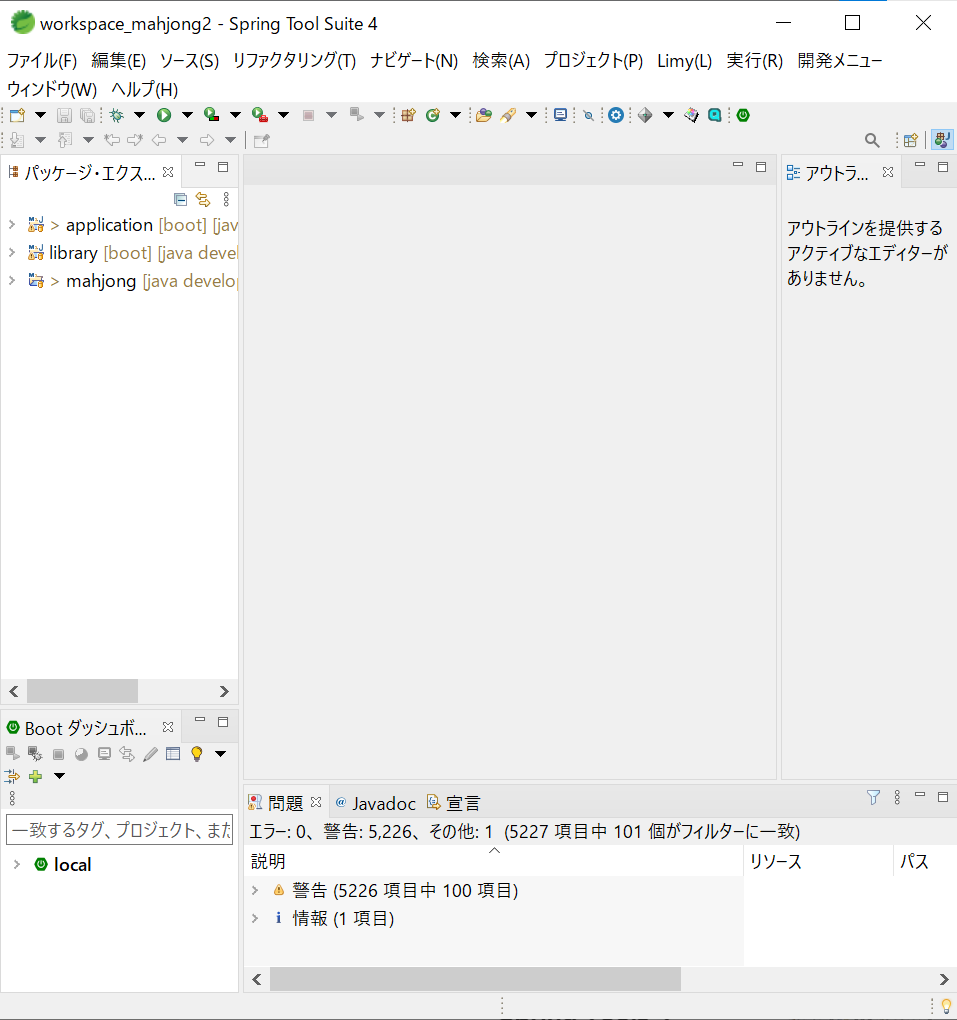 workspace_mahjong2 - Spring Tool Suite 4
ファイル(F) 編集(E) ソース(S) リファクタリング(T) ナビゲート(N) 検索(A) プロジェクト(P) Limy(L) 実行(R) 開発メニュー
ウィンドウ(W) ヘルプ(H)
パッケージ・エクス...
> application [boot] [jav
library [boot] [java devel
> mahjong [java develop
アウトラ...
アウトラインを提供する
アクティブなエディターが
ありません。
Boot ダッシュボ...
一致するタグ、プロジェクト、また
local
問題 @ Javadoc 宣言
エラー: 0、警告: 5,226、その他: 1 (5227 項目中 101 個がフィルターに一致)
説明 リソース パス
警告 (5226 項目中 100 項目)
i 情報 (1 項目)